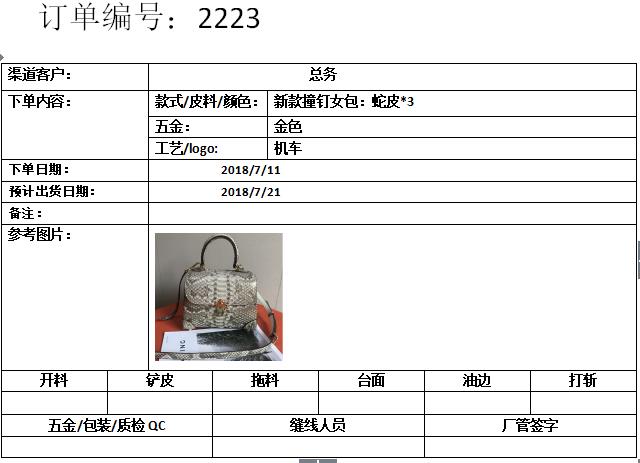 订单编号：2223
渠道客户： 总务
下单内容： 款式/皮料/颜色： 新款撞钉女包：蛇皮*3
五金： 金色
工艺/logo: 机车
下单日期： 2018/7/11
预计出货日期： 2018/7/21
备注：
参考图片：
ING
开料 铲皮 拖料 台面 油边 打斩
五金/包装/质检QC 缝线人员 厂管签字